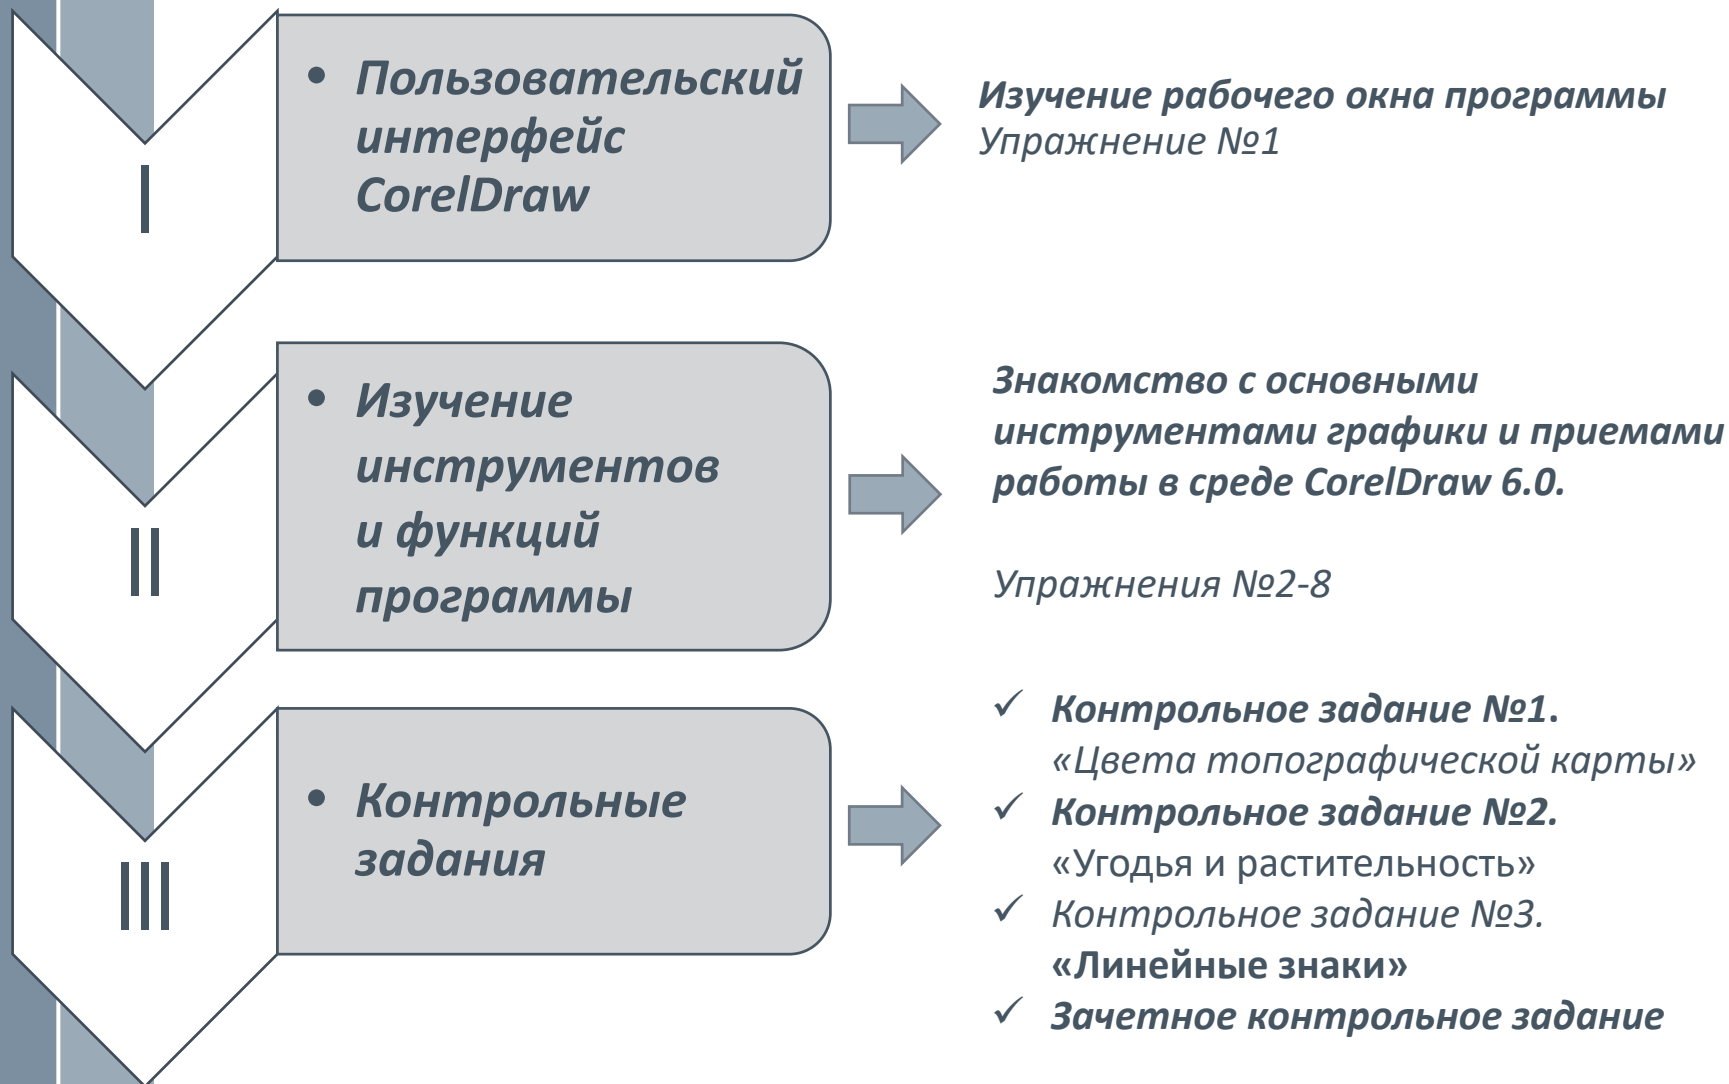 I
• Пользовательский
интерфейс
CorelDraw
Изучение рабочего окна программы
Упражнение №1
II
• Изучение
инструментов
и функций
программы
Знакомство с основными
инструментами графики и приемами
работы в среде CorelDraw 6.0.
Упражнения №2-8
III
• Контрольные
задания
✓ Контрольное задание №1.
«Цвета топографической карты»
✓ Контрольное задание №2.
«Угодья и растительность»
✓ Контрольное задание №3.
«Линейные знаки»
✓ Зачетное контрольное задание